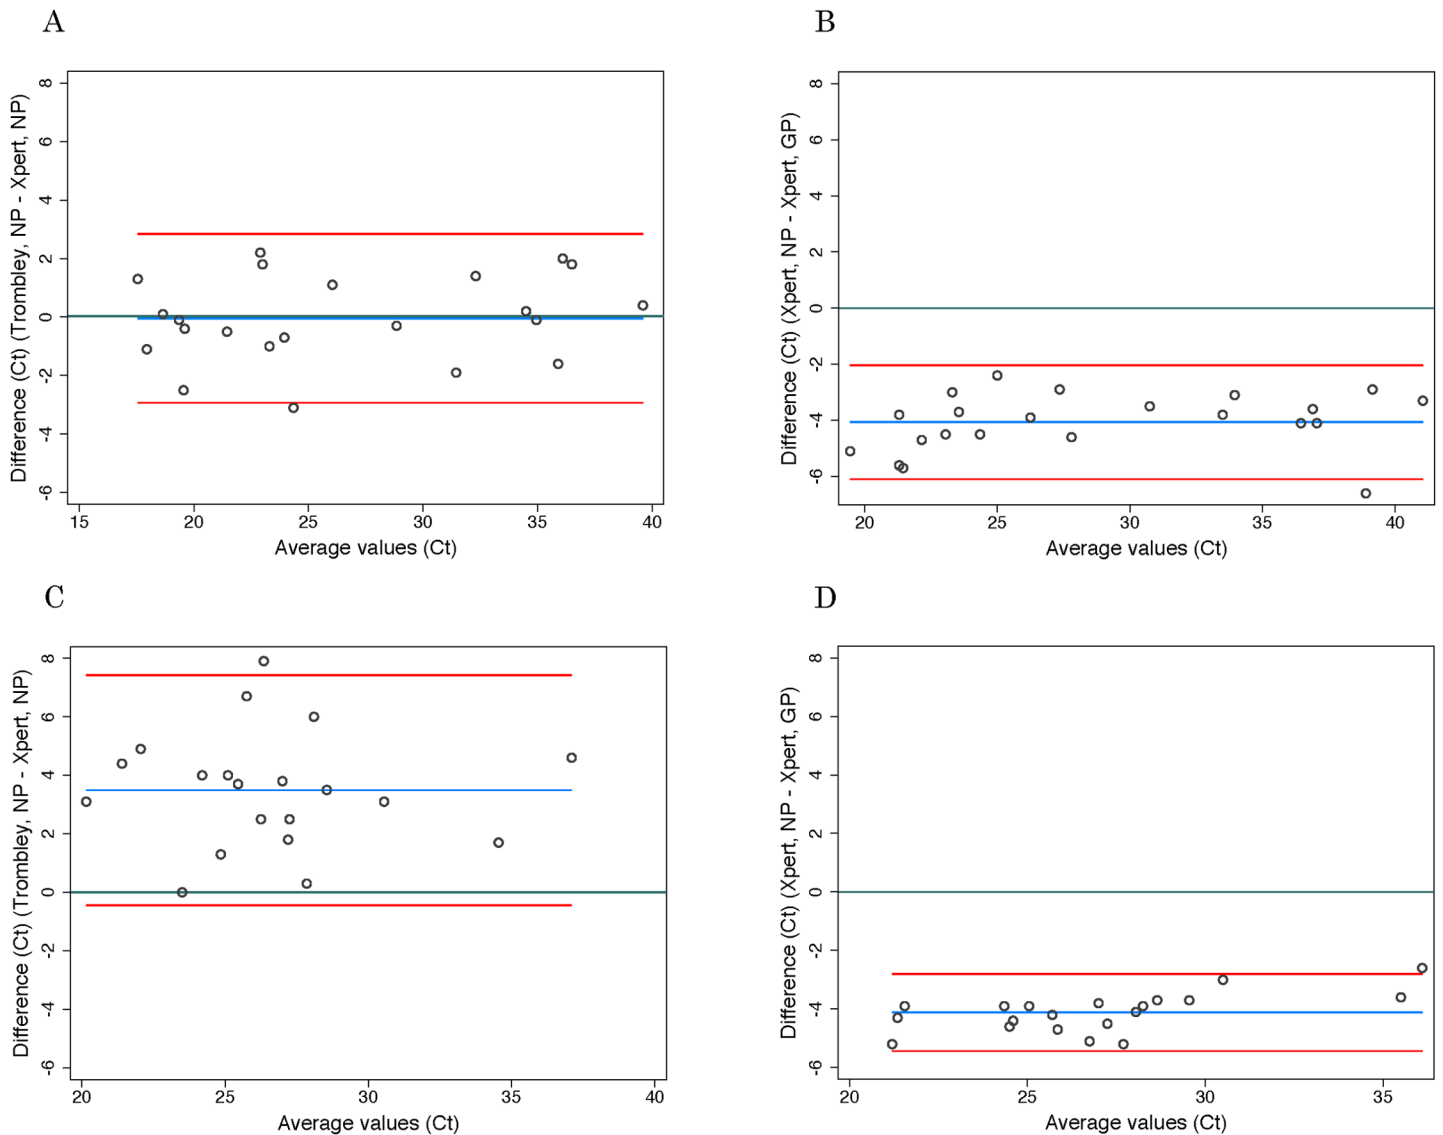 A
Difference (Ct) (Trombley, NP - Xpert, NP)
8
6
4
2
0
-2
-4
-6
15 20 25 30 35 40
Average values (Ct)
B
Difference (Ct) (Xpert, NP - Xpert, GP)
8
6
4
2
0
-2
-4
-6
20 25 30 35 40
Average values (Ct)
C
Difference (Ct) (Trombley, NP - Xpert, NP)
8
6
4
2
0
-2
-4
-6
20 25 30 35 40
Average values (Ct)
D
Difference (Ct) (Xpert, NP - Xpert, GP)
8
6
4
2
0
-2
-4
-6
20 25 30 35
Average values (Ct)